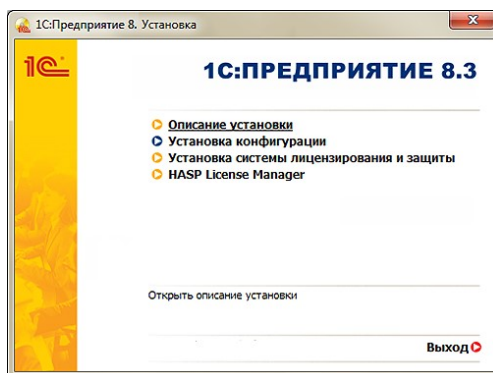 1С:Предприятие 8. Установка
1С
1С:ПРЕДПРИЯТИЕ 8.3
Описание установки
Установка конфигурации
Установка системы лицензирования и защиты
HASP License Manager
Открыть описание установки
Выход